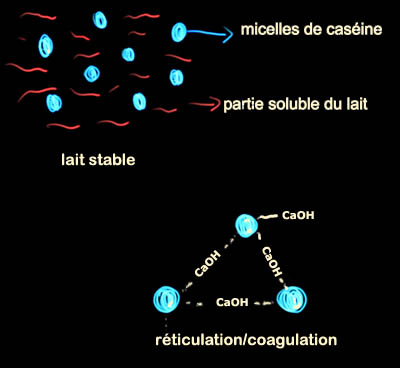 micelles de caséine
partie soluble du lait
lait stable
CaOH
CaOH
CaOH
CaOH
réticulation/coagulation